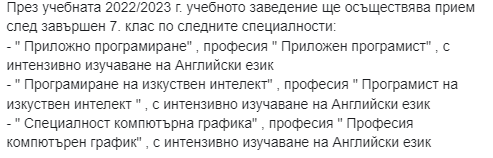 През учебната 2022/2023 г. учебното заведение ще осъществява прием
след завършен 7. клас по следните специалности:
- " Приложно програмиране" , професия " Приложен програмист" , с
интензивно изучаване на Английски език
- " Програмиране на изкуствен интелект" , професия " Програмист на
изкуствен интелект " , с интензивно изучаване на Английски език
- " Специалност компютърна графика" , професия " Професия
компютърен график" , с интензивно изучаване на Английски език